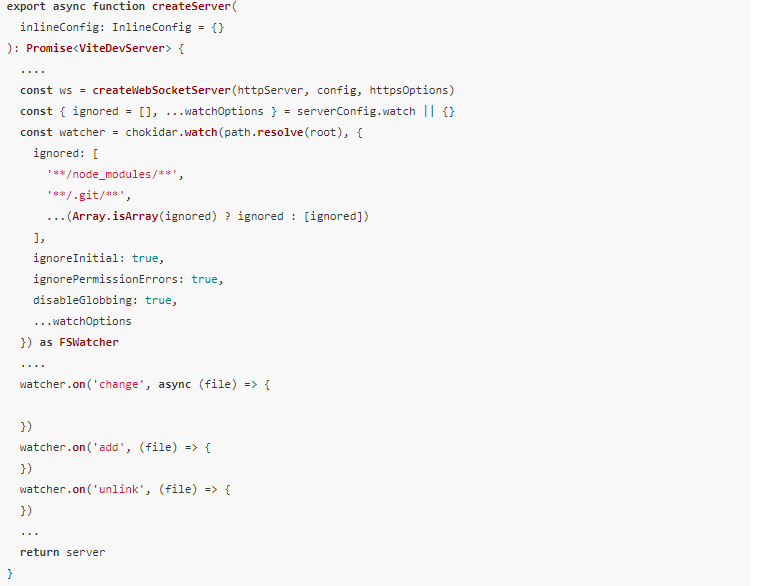 export async function createServer(
  inlineConfig: InlineConfig = {}
): Promise<ViteDevServer> {
  ....
  const ws = createWebSocketServer(httpServer, config, httpsOptions)
  const { ignored = [], ...watchOptions } = serverConfig.watch || {}
  const watcher = chokidar.watch(path.resolve(root), {
    ignored: [
      '**/node_modules/**',
      '**/.git/**',
      ...(Array.isArray(ignored) ? ignored : [ignored])
    ],
    ignoreInitial: true,
    ignorePermissionErrors: true,
    disableGlobbing: true,
    ...watchOptions
  }) as FSWatcher
  ....
  watcher.on('change', async (file) => {
  })
  watcher.on('add', (file) => {
  })
  watcher.on('unlink', (file) => {
  })
  ...
  return server
}